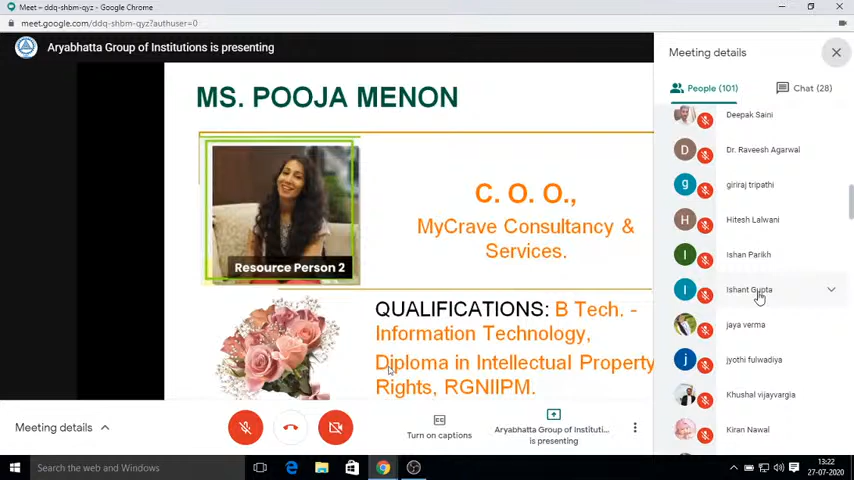 Meet – ddq-shbm-qyz - Google Chrome
meet.google.com/ddq-shbm-qyz?authuser=0
Aryabhatta Group of Institutions is presenting
MS. POOJA MENON
Resource Person 2
C. O. O.,
MyCrave Consultancy &
Services.
QUALIFICATIONS: B Tech. -
Information Technology,
Diploma in Intellectual Property
Rights, RGNIIPM.
Meeting details
People (101)
Chat (28)
Deepak Saini
D
Dr. Raveesh Agarwal
g
giriraj tripathi
H
Hitesh Lalwani
I
Ishan Parikh
I
Ishant Gupta
jaya verma
j
jyothi fulwadiya
Khushal vijayvargia
Kiran Nawal
Meeting details
Turn on captions
Aryabhatta Group of Instituti...
is presenting
Search the web and Windows
13:22
27-07-2020